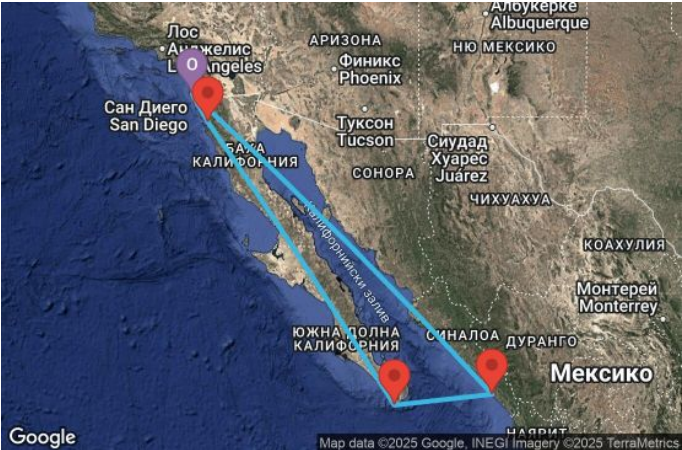 Албукерке
Albuquerque
Лос
Анджелис
Los Angeles
АРИЗОНА
НЮ МЕКСИКО
Финикс
Phoenix
O
Сан Диего
San Diego
Туксон
Tucson
Сиудад
Хуарес
Juárez
БАХА
КАЛИФОРНИЯ
СОНОРА
ЧИХУАХУА
КОАХУИЛА
Калифорнийски залив
Монтерей
Monterrey
ЮЖНА ДОЛНА
КАЛИФОРНИЯ
СИНАЛОА
ДУРАНГО
Мексико
НАЯРИТ
Google
Map data ©2025 Google, INEGI Imagery ©2025 TerraMetrics